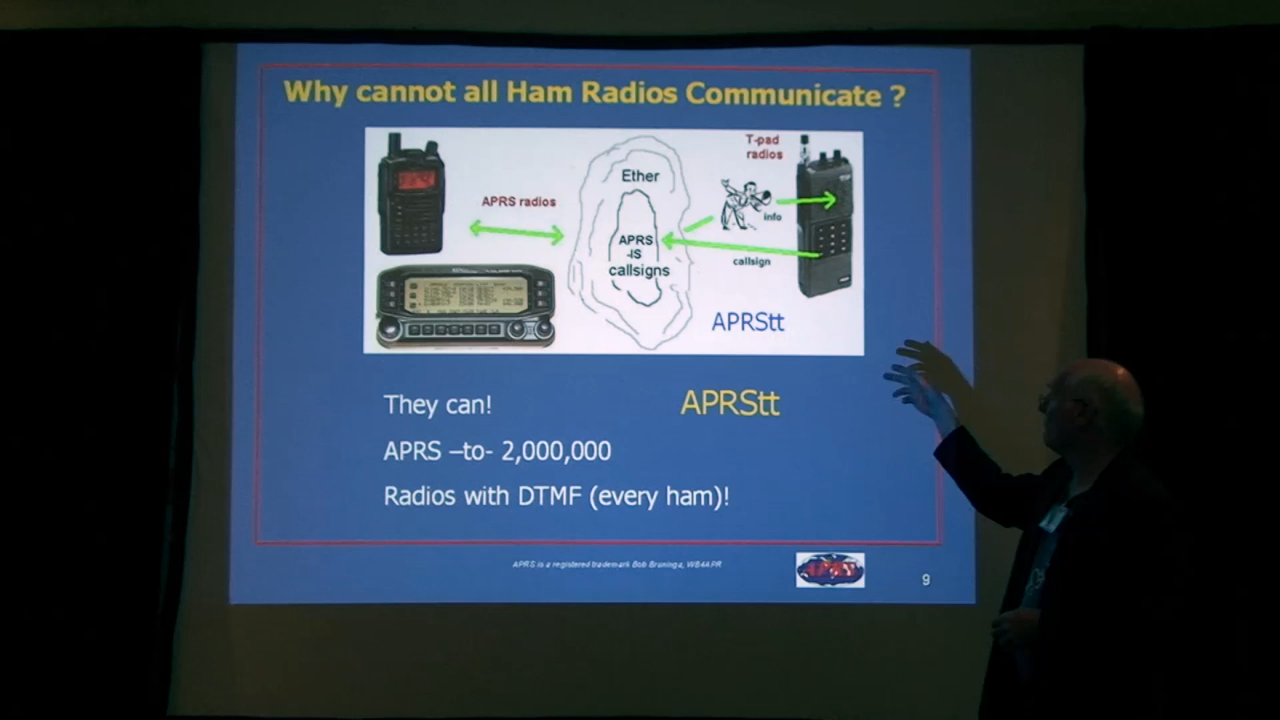 Why cannot all Ham Radios Communicate ?
T-pad
radios
Ether
APRS radios
info
APRS
-IS
callsigns
callsign
APRStt
They can!
APRStt
APRS –to- 2,000,000
Radios with DTMF (every ham)!
APRS is a registered trademark Bob Bruninga, WB4APR
APRS
9